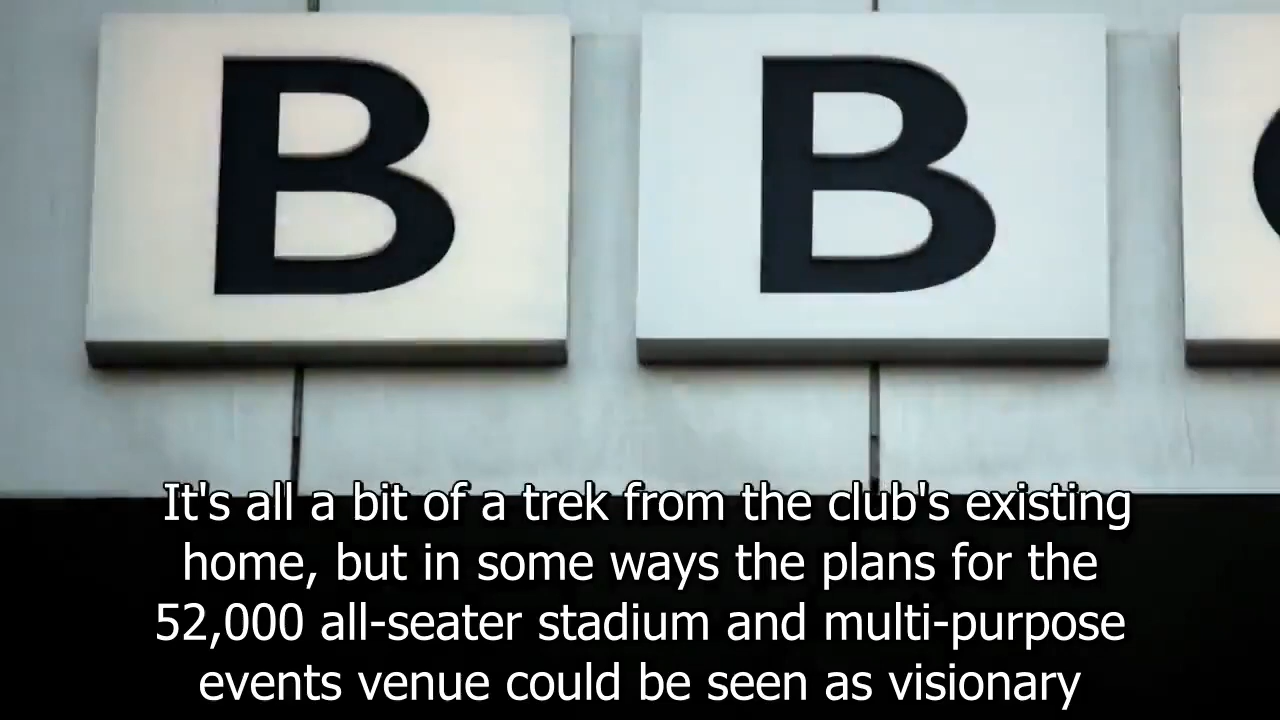 B B C
It's all a bit of a trek from the club's existing
home, but in some ways the plans for the
52,000 all-seater stadium and multi-purpose
events venue could be seen as visionary